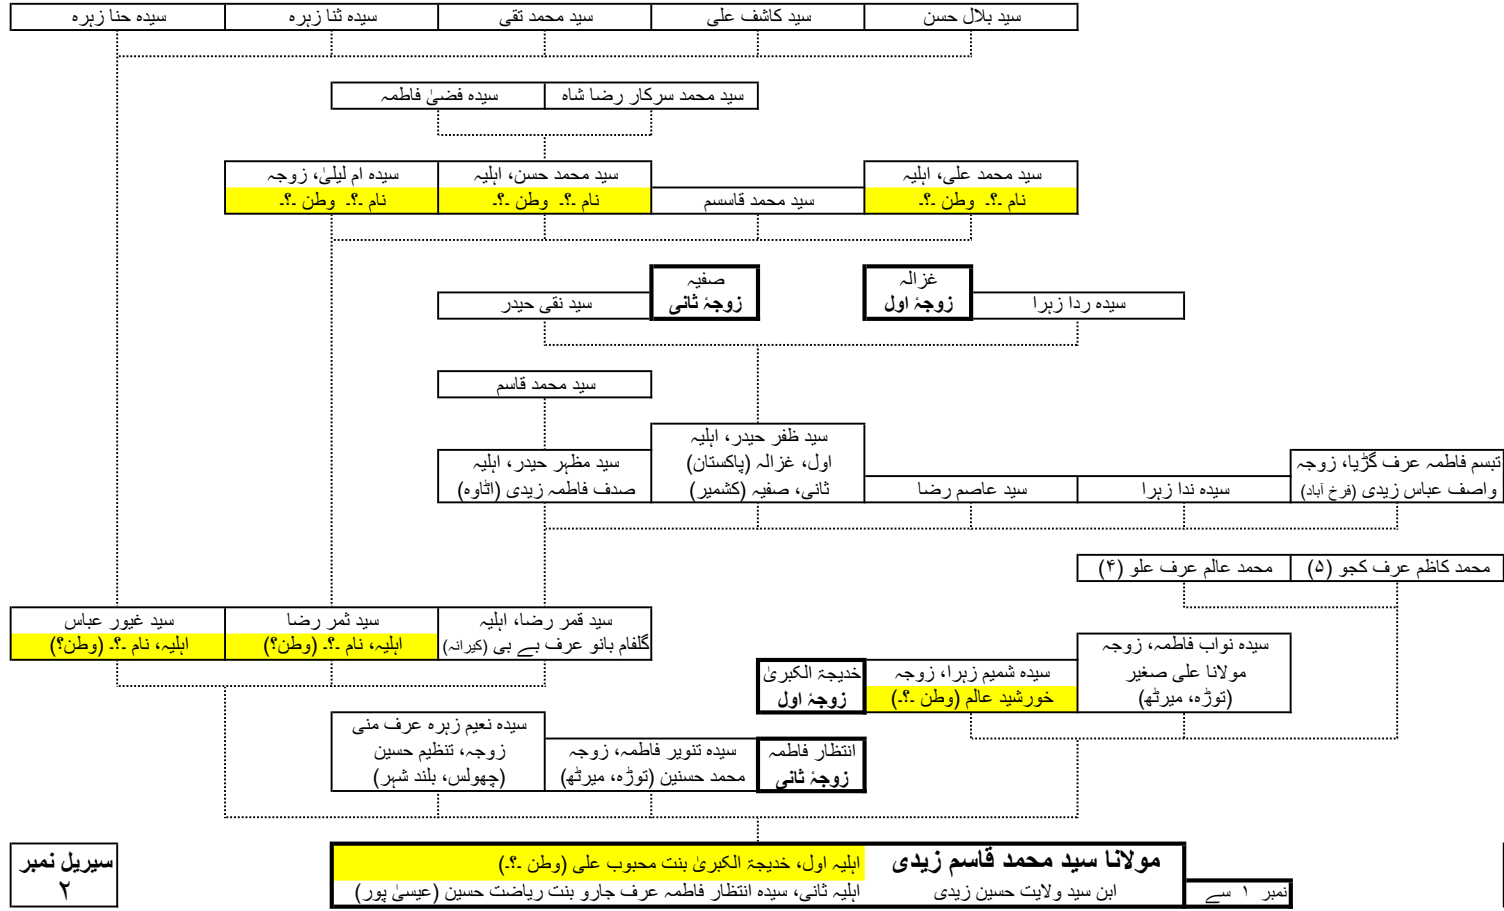 سید بلال حسن
سید کاشف علی
سید محمد تقی
سیدہ ثنا زہرہ
سیدہ حنا زہرہ
سید محمد سرکار رضا شاہ
سیدہ فضیٰ فاطمہ
سید محمد علی، اہلیہ
نام ۔؟۔ وطن ۔؟۔
سید محمد قاسسم
سید محمد حسن، اہلیہ
نام ۔؟۔ وطن ۔؟۔
سیدہ ام لیلیٰ، زوجہ
نام ۔؟۔ وطن ۔؟۔
سیدہ ردا زہرا
غزالہ
زوجۂ اول
صفیہ
زوجۂ ثانی
سید نقی حیدر
سید محمد قاسم
تبسم فاطمہ عرف گڑیا، زوجہ
واصف عباس زیدی (فرخ آباد)
سیدہ ندا زہرا
سید عاصم رضا
سید ظفر حیدر، اہلیہ
اول، غزالہ (پاکستان)
ثانی، صفیہ (کشمیر)
سید مظہر حیدر، اہلیہ
صدف فاطمہ زیدی (اٹاوہ)
محمد کاظم عرف کجو (۵)
محمد عالم عرف علو (۴)
سید قمر رضا، اہلیہ
گلفام بانو عرف بے بی (کیرانہ)
سید ثمر رضا
اہلیہ، نام ۔؟۔ (وطن؟)
سید غیور عباس
اہلیہ، نام ۔؟۔ (وطن؟)
سیدہ نواب فاطمہ، زوجہ
مولانا علی صغیر
(توڑہ، میرٹھ)
سیدہ شمیم زہرا، زوجہ
خورشید عالم (وطن ۔؟۔)
خدیجۃ الکبریٰ
زوجۂ اول
انتظار فاطمہ
زوجۂ ثانی
سیدہ تنویر فاطمہ، زوجہ
محمد حسنین (توڑہ، میرٹھ)
سیدہ نعیم زہرہ عرف منی
زوجہ، تنظیم حسین
(چھولس، بلند شہر)
نمبر ۱ سے
مولانا سید محمد قاسم زیدی
ابن سید ولایت حسین زیدی
اہلیہ اول، خدیجۃ الکبریٰ بنت محبوب علی (وطن ۔؟۔)
اہلیہ ثانی، سیدہ انتظار فاطمہ عرف جارو بنت ریاضت حسین (عیسیٰ پور)
سیریل نمبر
۲